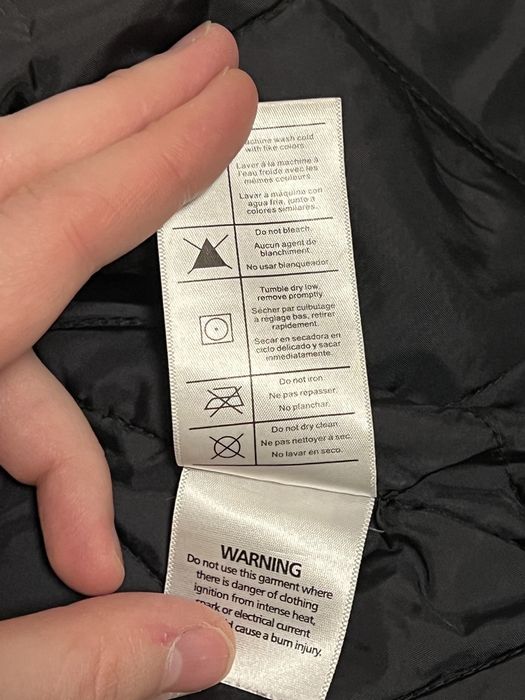 achine wash cold
with like colors.
Laver à la machine à
l'eau froide avec les
mêmes couleurs.
Lavar a máquina con
agua fría, junto a
colores similares.
Do not bleach.
Aucun agent de
blanchiment.
No usar blanqueador.
Tumble dry low,
remove promptly.
Sécher par culbutage
à réglage bas, retirer
rapidement.
Secar en secadora en
ciclo delicado y sacar
inmediatamente.
Do not iron.
Ne pas repasser.
No planchar.
Do not dry clean.
Ne pas nettoyer à sec.
No lavar en seco.
WARNING
Do not use this garment where
there is danger of clothing
ignition from intense heat,
spark or electrical current
cause a burn injury.